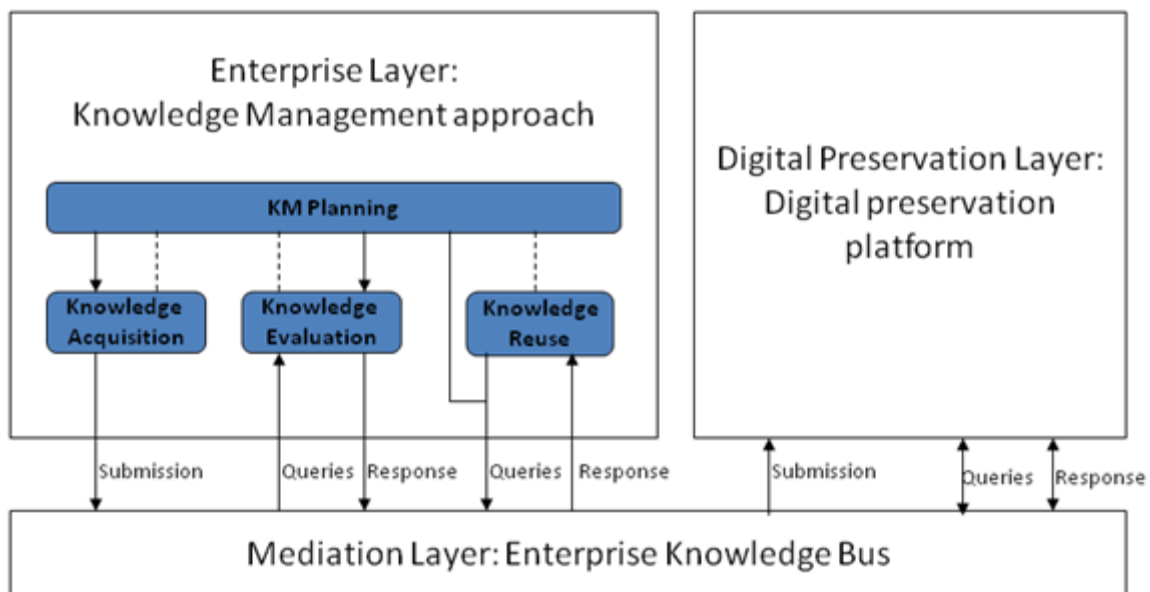 Enterprise Layer:
Knowledge Management approach
KM Planning
Knowledge
Acquisition
Knowledge
Evaluation
Knowledge
Reuse
Digital Preservation Layer:
Digital preservation
platform
Submission
Queries
Response
Queries
Response
Submission
Queries
Response
Mediation Layer: Enterprise Knowledge Bus